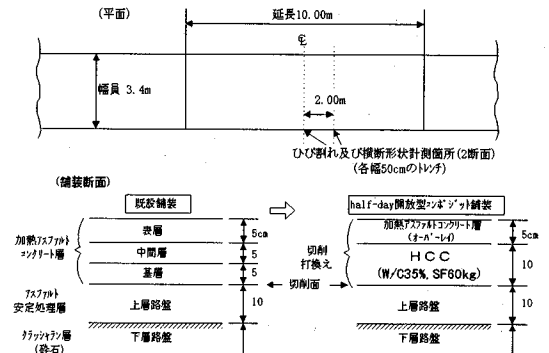 (平面)
延長10.00m
℄
幅員 3.4m
2.00m
ひび割れ及び横断形状計測箇所(2断面)
(各幅50cmのトレンチ)
(舗装断面)
既設舗装
half-day開放型コンポジット舗装
加熱アスファルト
コンクリート層
表層
5cm
中間層
5
基層
5
アスファルト
安定処理層
上層路盤
10
クラッシャラン層
(砕石)
下層路盤
切削
打換え
切削面
加熱アスファルトコンクリート層
(オーバーレイ)
5cm
HCC
(W/C35%, SF60kg)
10
上層路盤
10
下層路盤